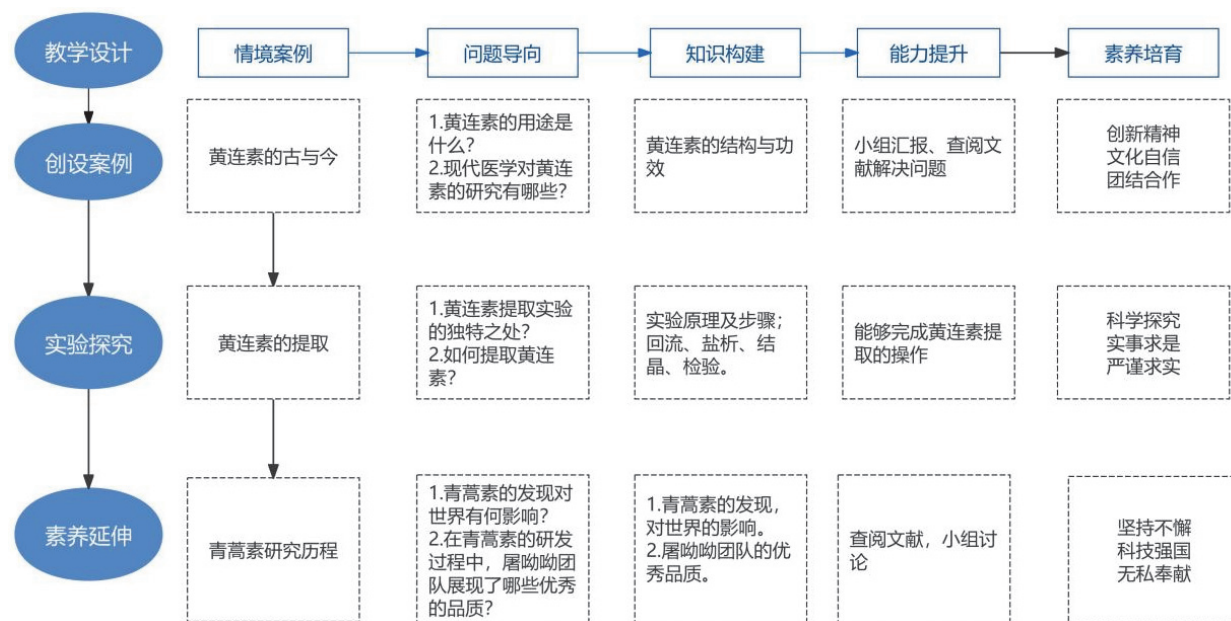 教学设计
情境案例
问题导向
知识构建
能力提升
素养培育
创设案例
黄连素的古与今
1.黄连素的用途是
什么?
2.现代医学对黄连
素的研究有哪些?
黄连素的结构与功
效
小组汇报、查阅文
献解决问题
创新精神
文化自信
团结合作
实验探究
黄连素的提取
1.黄连素提取实验
的独特之处?
2.如何提取黄连
素?
实验原理及步骤;
回流、盐析、结
晶、检验。
能够完成黄连素提
取的操作
科学探究
实事求是
严谨求实
素养延伸
青蒿素研究历程
1.青蒿素的发现对
世界有何影响?
2.在青蒿素的研发
过程中，屠呦呦团
队展现了哪些优秀
的品质?
1.青蒿素的发现，
对世界的影响。
2.屠呦呦团队的优
秀品质。
查阅文献，小组讨
论
坚持不懈
科技强国
无私奉献